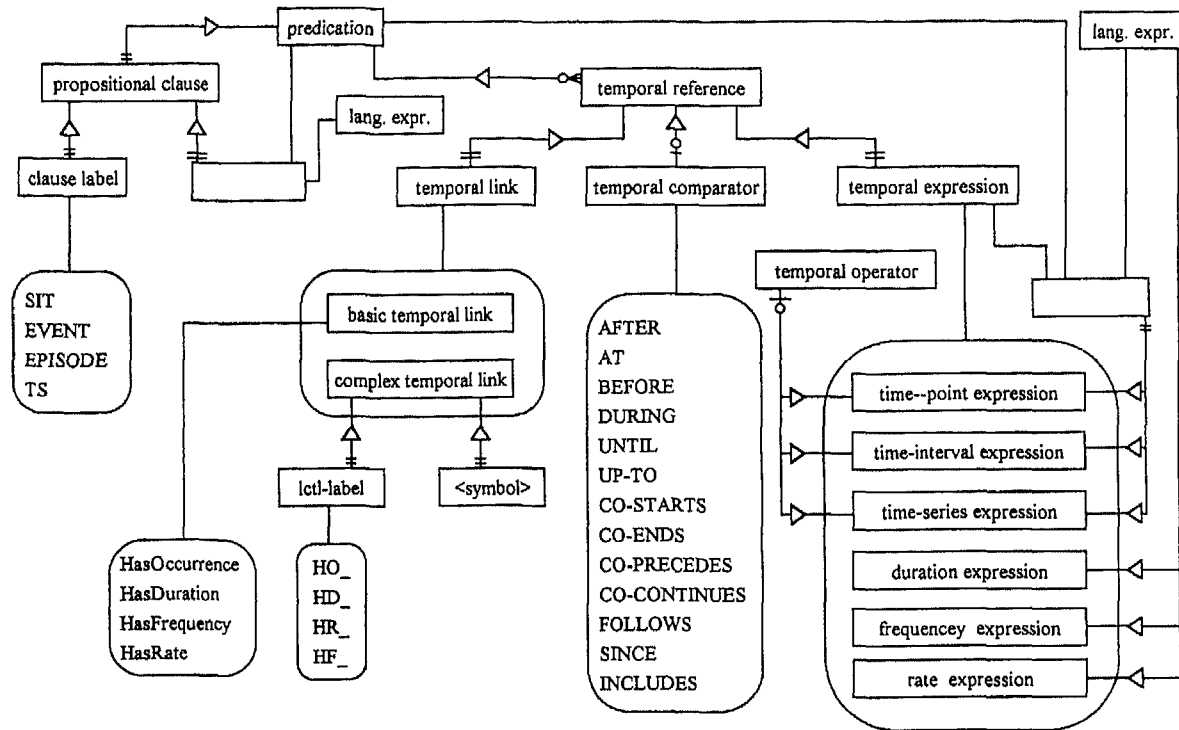 predication
lang. expr.
propositional clause
temporal reference
lang. expr.
clause label
temporal link
temporal comparator
temporal expression
temporal operator
SIT
EVENT
EPISODE
TS
basic temporal link
complex temporal link
lctl-label
<symbol>
HasOccurrence
HasDuration
HasFrequency
HasRate
HO_
HD_
HR_
HF_
AFTER
AT
BEFORE
DURING
UNTIL
UP-TO
CO-STARTS
CO-ENDS
CO-PRECEDES
CO-CONTINUES
FOLLOWS
SINCE
INCLUDES
time--point expression
time-interval expression
time-series expression
duration expression
frequencey expression
rate expression